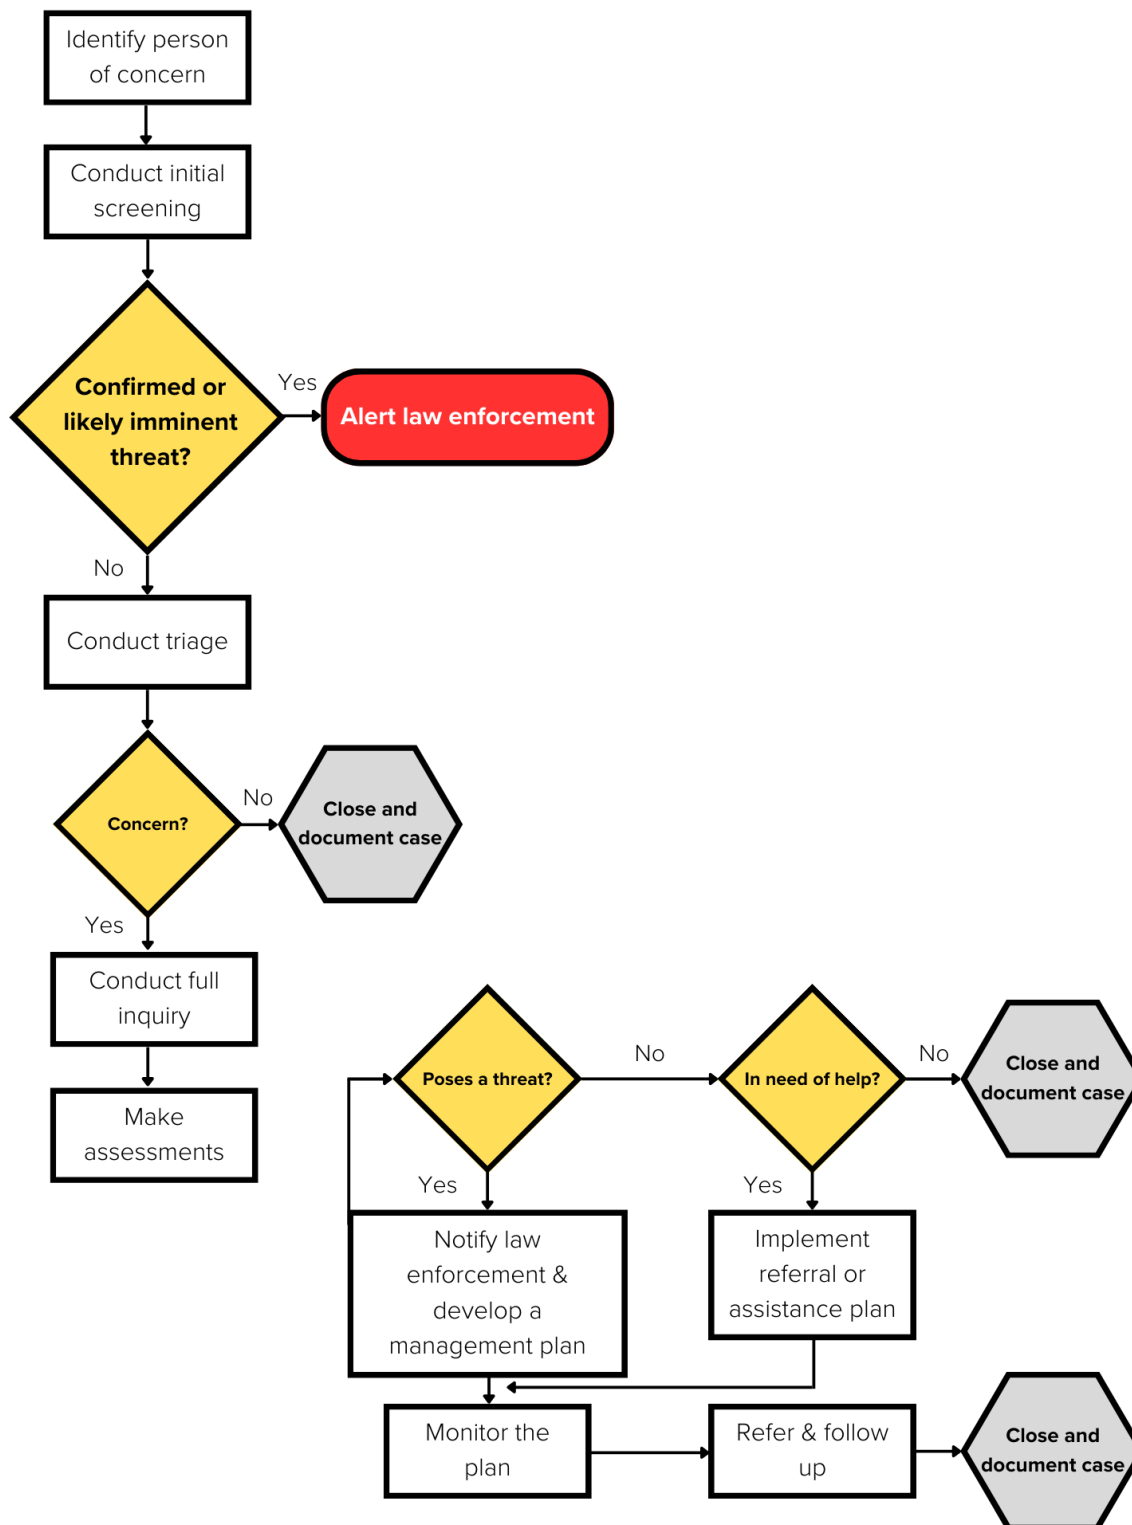 Identify person
of concern
Conduct initial
screening
Confirmed or
likely imminent
threat?
Yes
Alert law enforcement
No
Conduct triage
Concern?
No
Close and
document case
Yes
Conduct full
inquiry
Make
assessments
Poses a threat?
No
In need of help?
No
Close and
document case
Yes
Notify law
enforcement &
develop a
management plan
Yes
Implement
referral or
assistance plan
Monitor the
plan
Refer & follow
up
Close and
document case